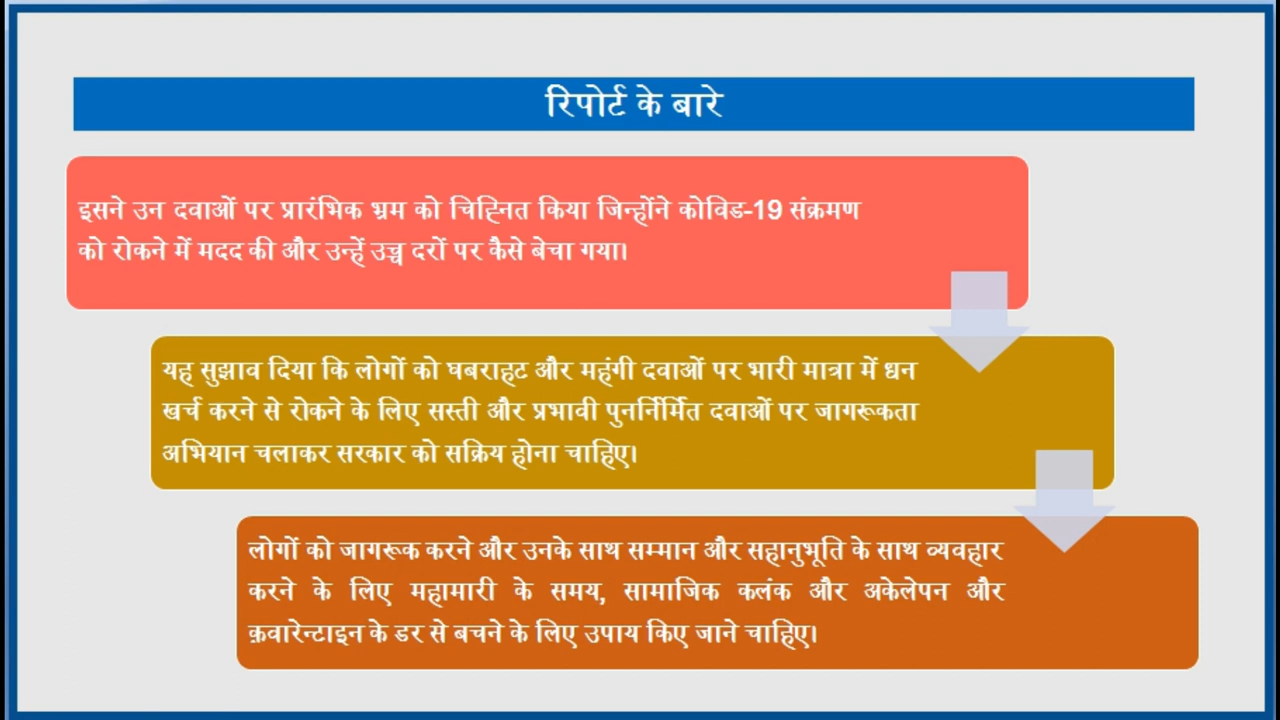 रिपोर्ट के बारे
इसने उन दवाओं पर प्रारंभिक भ्रम को चिह्नित किया जिन्होंने कोविड-19 संक्रमण
को रोकने में मदद की और उन्हें उच्च दरों पर कैसे बेचा गया।
यह सुझाव दिया कि लोगों को घबराहट और महंगी दवाओं पर भारी मात्रा में धन
खर्च करने से रोकने के लिए सस्ती और प्रभावी पुनर्निर्मित दवाओं पर जागरूकता
अभियान चलाकर सरकार को सक्रिय होना चाहिए।
लोगों को जागरूक करने और उनके साथ सम्मान और सहानुभूति के साथ व्यवहार
करने के लिए महामारी के समय, सामाजिक कलंक और अकेलेपन और
क़वारेन्टाइन के डर से बचने के लिए उपाय किए जाने चाहिए।